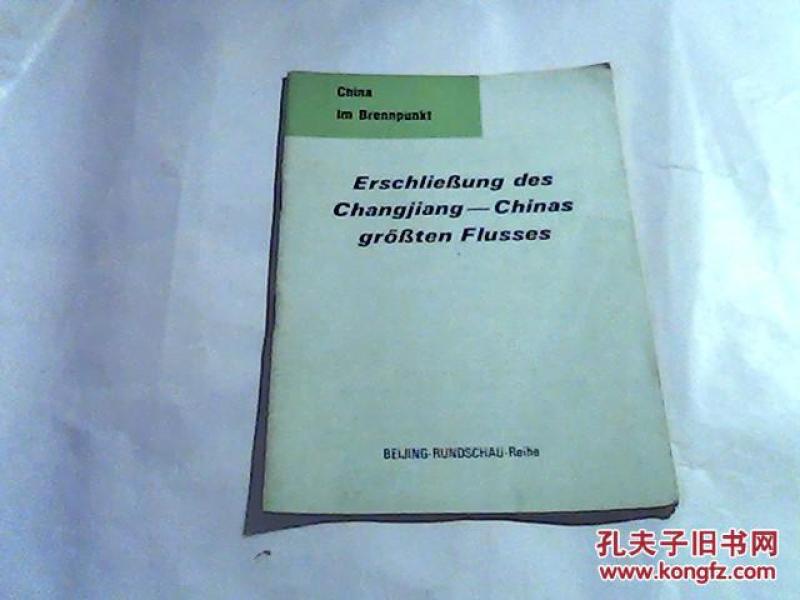 China
im Brennpunkt
Erschließung des
Changjiang—Chinas
größten Flusses
BEIJING-RUNDSCHAU-Reihe
孔夫子旧书网
www.kongfz.com